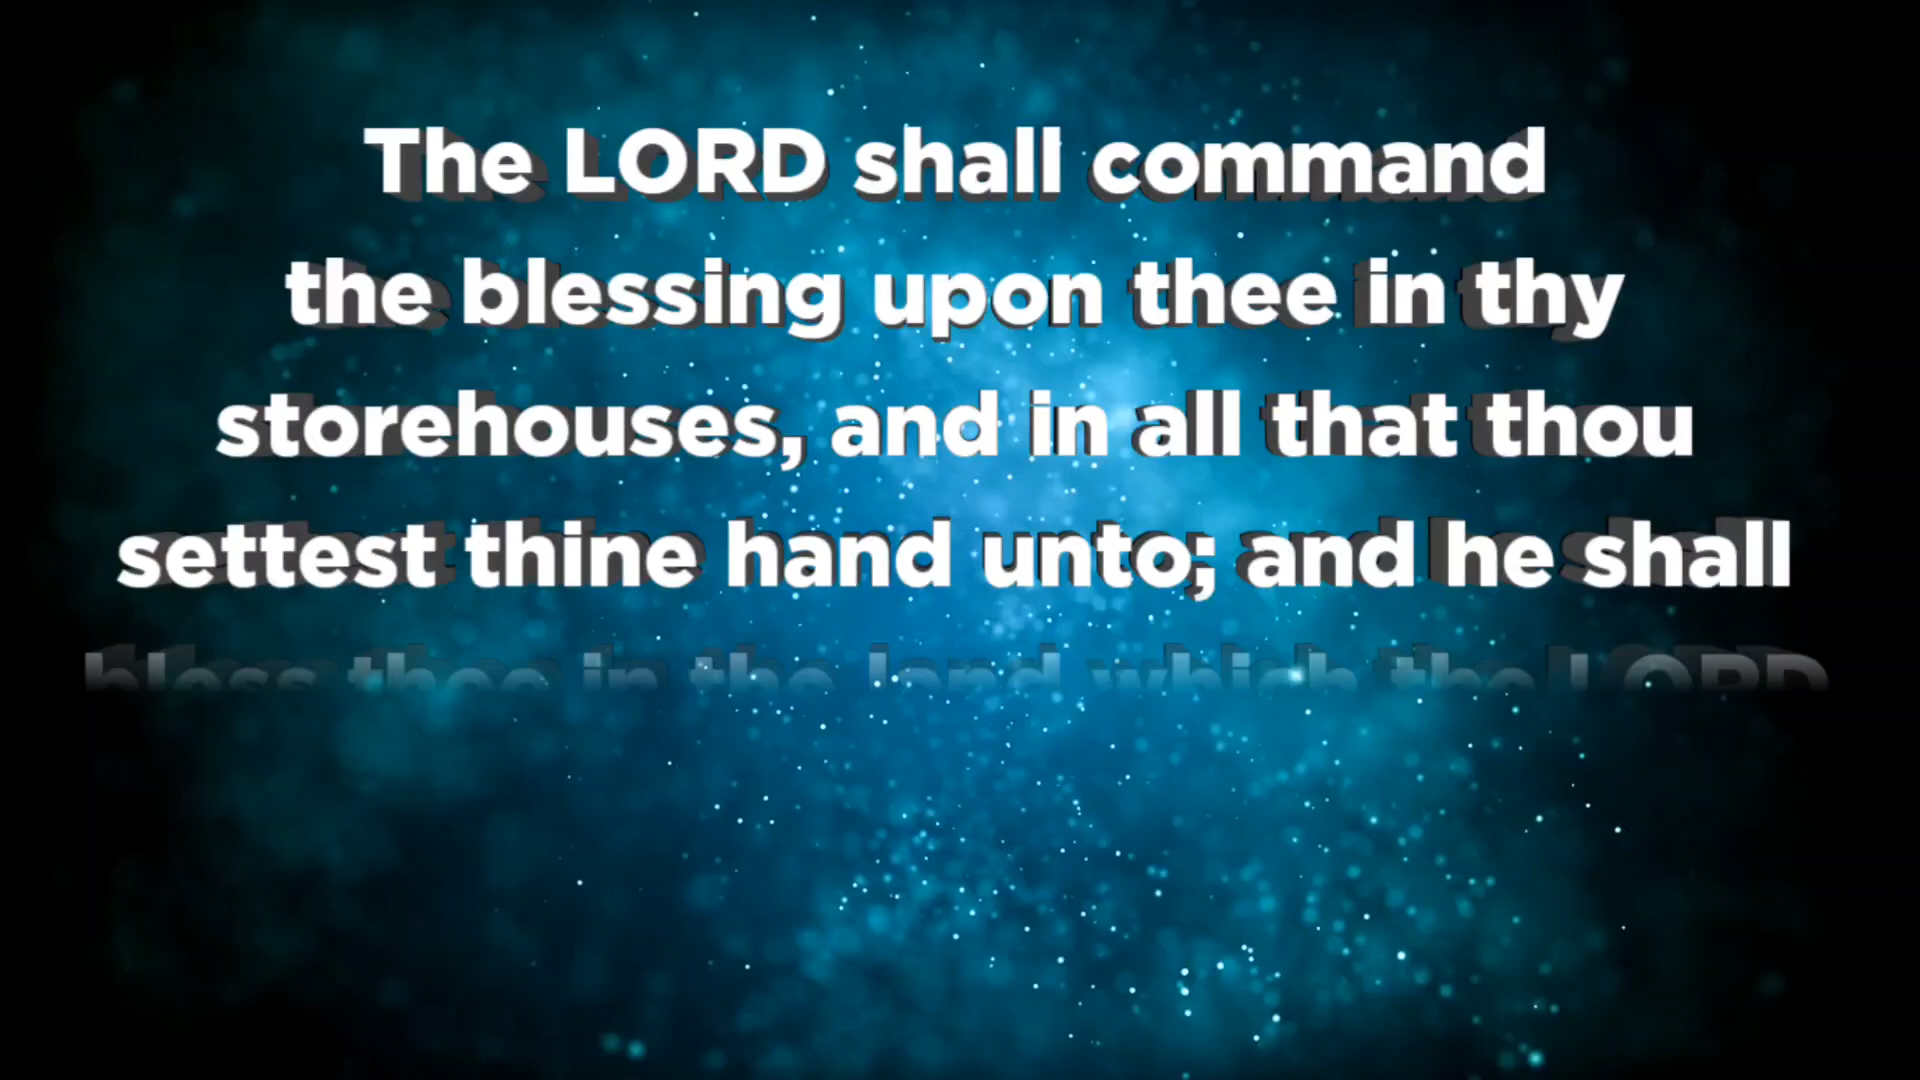 The LORD shall command
the blessing upon thee in thy
storehouses, and in all that thou
settest thine hand unto; and he shall
bless thee in the land which the LORD